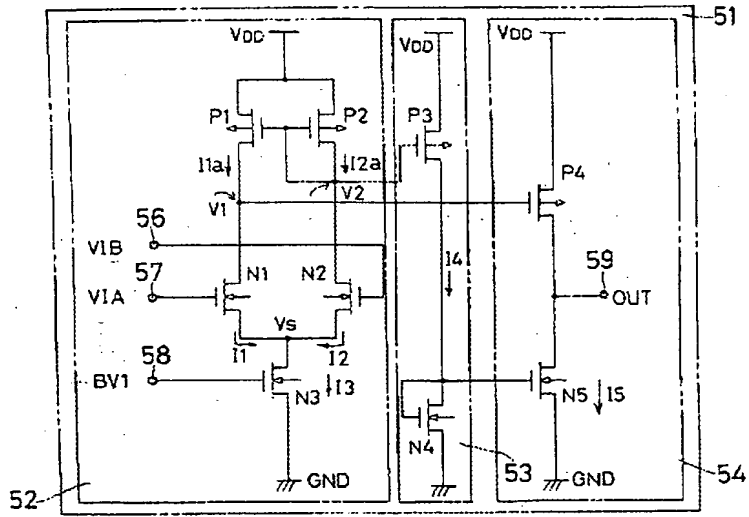 51
VDD
VDD
VDD
P1
P2
P3
P4
I1a
I2a
V1
V2
56
VIB
57
VIA
N1
N2
I4
59
OUT
Vs
I1
I2
58
BV1
N3
I3
N4
N5
I5
53
GND
GND
52
54